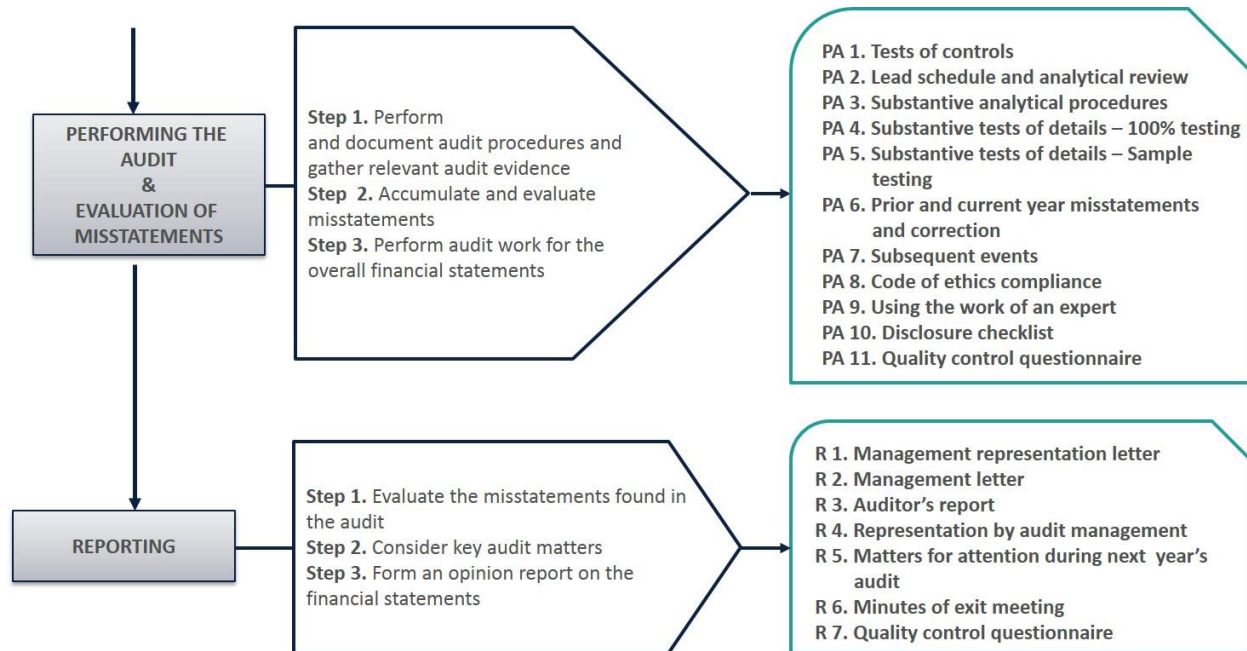 PERFORMING THE
AUDIT
&
EVALUATION OF
MISSTATEMENTS
Step 1. Perform
and document audit procedures and
gather relevant audit evidence
Step 2. Accumulate and evaluate
misstatements
Step 3. Perform audit work for the
overall financial statements
PA 1. Tests of controls
PA 2. Lead schedule and analytical review
PA 3. Substantive analytical procedures
PA 4. Substantive tests of details – 100% testing
PA 5. Substantive tests of details – Sample
testing
PA 6. Prior and current year misstatements
and correction
PA 7. Subsequent events
PA 8. Code of ethics compliance
PA 9. Using the work of an expert
PA 10. Disclosure checklist
PA 11. Quality control questionnaire
REPORTING
Step 1. Evaluate the misstatements found in
the audit
Step 2. Consider key audit matters
Step 3. Form an opinion report on the
financial statements
R 1. Management representation letter
R 2. Management letter
R 3. Auditor’s report
R 4. Representation by audit management
R 5. Matters for attention during next year’s
audit
R 6. Minutes of exit meeting
R 7. Quality control questionnaire